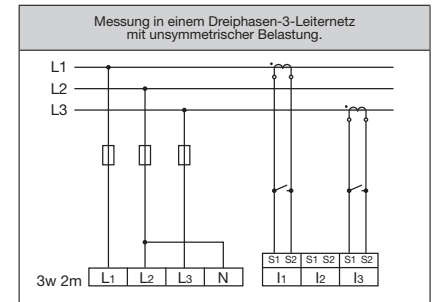 Messung in einem Dreiphasen-3-Leiternetz
mit unsymmetrischer Belastung.
L1
L2
L3
S1 S2 S1 S2 S1 S2
3w 2m L1 L2 L3 N I1 I2 I3